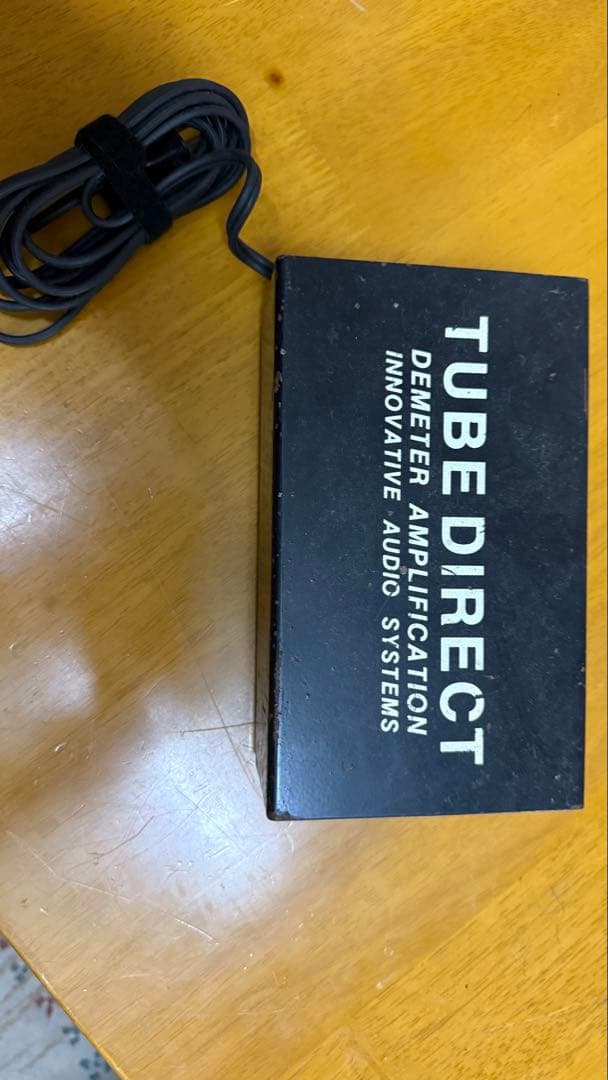 TUBE DIRECT
DEMETER AMPLIFICATION
INNOVATIVE AUDIO SYSTEMS